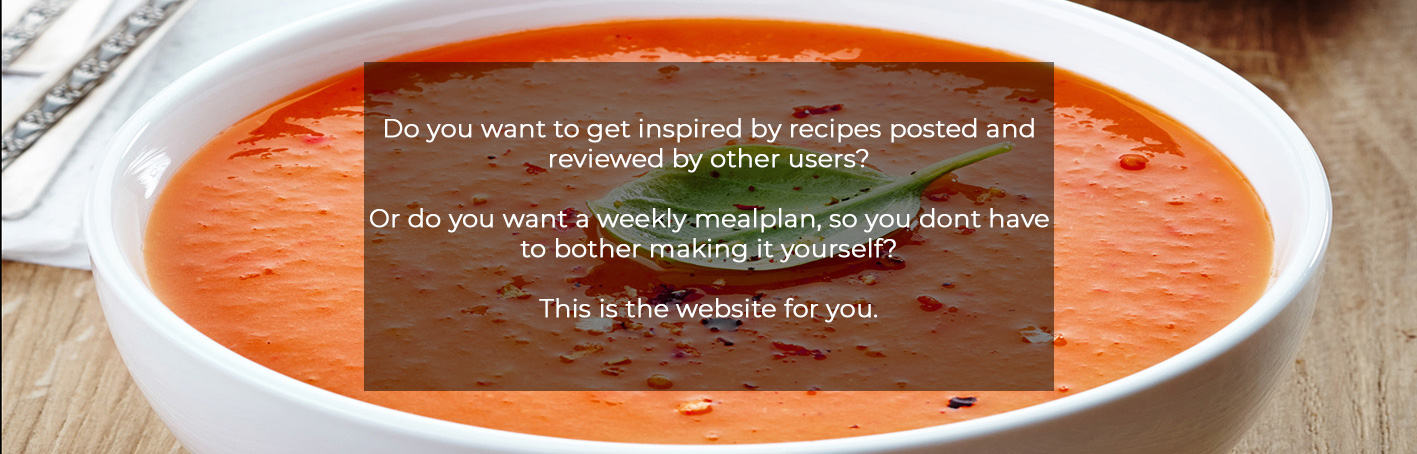 Do you want to get inspired by recipes posted and
reviewed by other users?
Or do you want a weekly mealplan, so you dont have
to bother making it yourself?
This is the website for you.